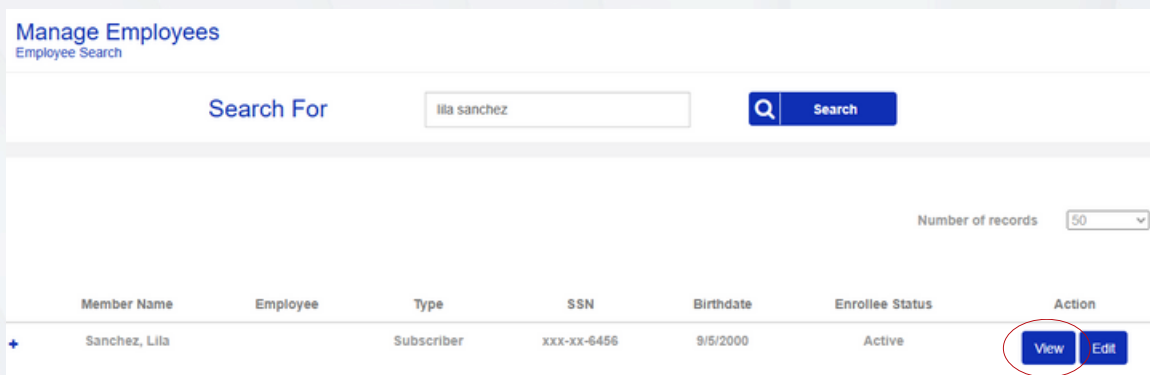 Manage Employees
Employee Search
Search For lila sanchez Search
Number of records 50
Member Name Employee Type SSN Birthdate Enrollee Status Action
+ Sanchez, Lila Subscriber xxx-xx-6456 9/5/2000 Active View Edit